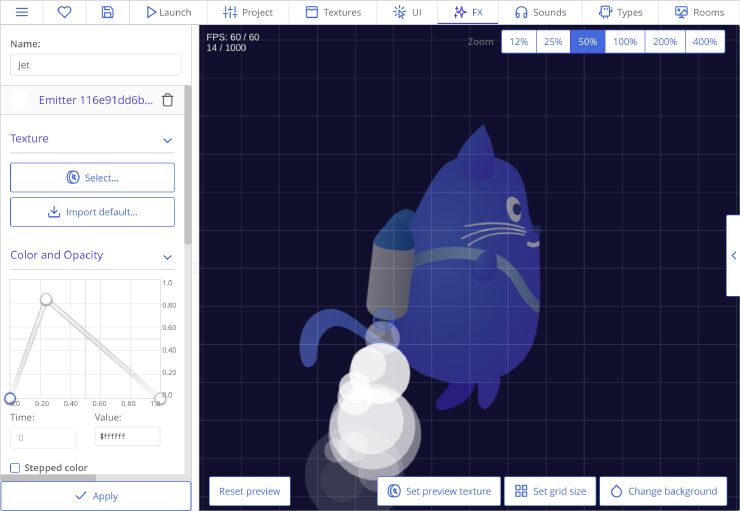 Launch
Project
Textures
UI
FX
Sounds
Types
Rooms
Name:
Jet
Emitter 116e91dd6b...
Texture
Select...
Import default...
Color and Opacity
1.0
0.80
0.60
0.40
0.20
0.0
0.0 0.20 0.40 0.60 0.80 1.0
Time:
Value:
0
#ffffff
Stepped color
Apply
FPS: 60 / 60
14 / 1000
Zoom
12%
25%
50%
100%
200%
400%
Reset preview
Set preview texture
Set grid size
Change background